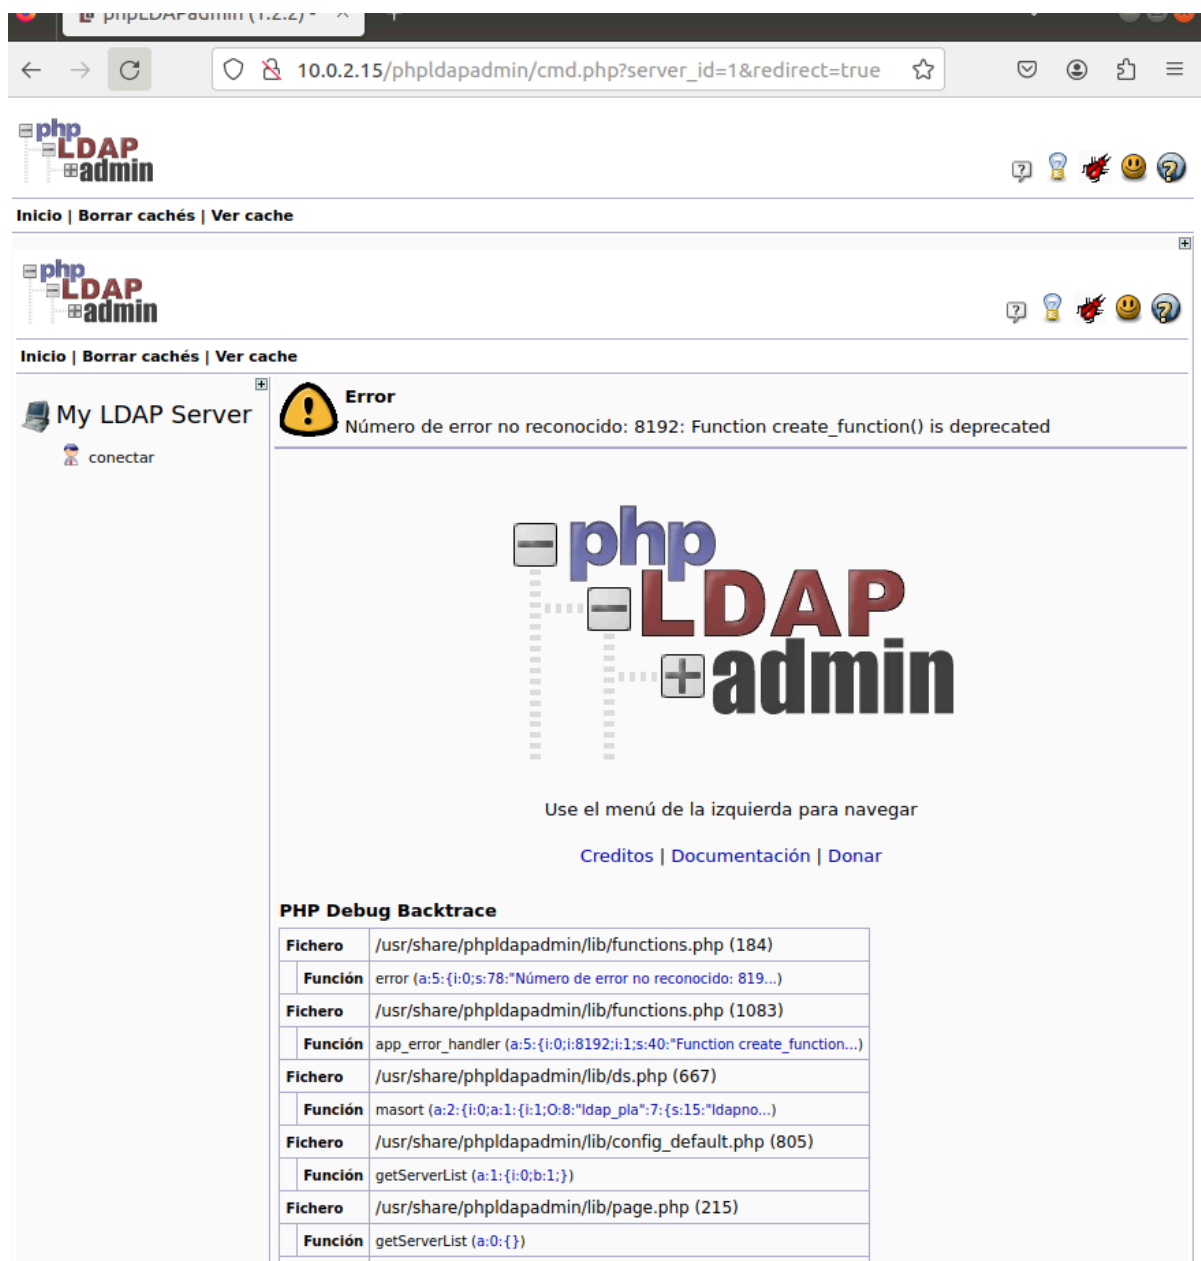 phpLDAPadmin (1.2.2) -
10.0.2.15/phpldapadmin/cmd.php?server_id=1&redirect=true
php
LDAP
admin
Inicio | Borrar cachés | Ver cache
php
LDAP
admin
Inicio | Borrar cachés | Ver cache
My LDAP Server
conectar
Error
Número de error no reconocido: 8192: Function create_function() is deprecated
php
LDAP
admin
Use el menú de la izquierda para navegar
Creditos | Documentación | Donar
PHP Debug Backtrace
Fichero /usr/share/phpldapadmin/lib/functions.php (184)
Función error (a:5:{i:0;s:78:"Número de error no reconocido: 819...)
Fichero /usr/share/phpldapadmin/lib/functions.php (1083)
Función app_error_handler (a:5:{i:0;i:8192;i:1;s:40:"Function create_function...)
Fichero /usr/share/phpldapadmin/lib/ds.php (667)
Función masort (a:2:{i:0;a:1:{i:1;O:8:"ldap_pla":7:{s:15:"ldapno...)
Fichero /usr/share/phpldapadmin/lib/config_default.php (805)
Función getServerList (a:1:{i:0;b:1;})
Fichero /usr/share/phpldapadmin/lib/page.php (215)
Función getServerList (a:0:{})